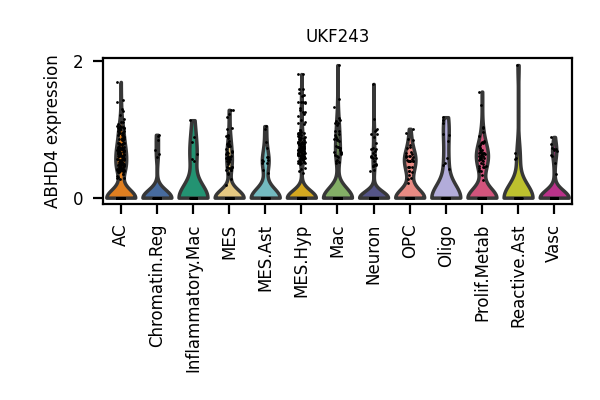 UKF243
ABHD4 expression
2
0
AC
Chromatin.Reg
Inflammatory.Mac
MES
MES.Ast
MES.Hyp
Mac
Neuron
OPC
Oligo
Prolif.Metab
Reactive.Ast
Vasc